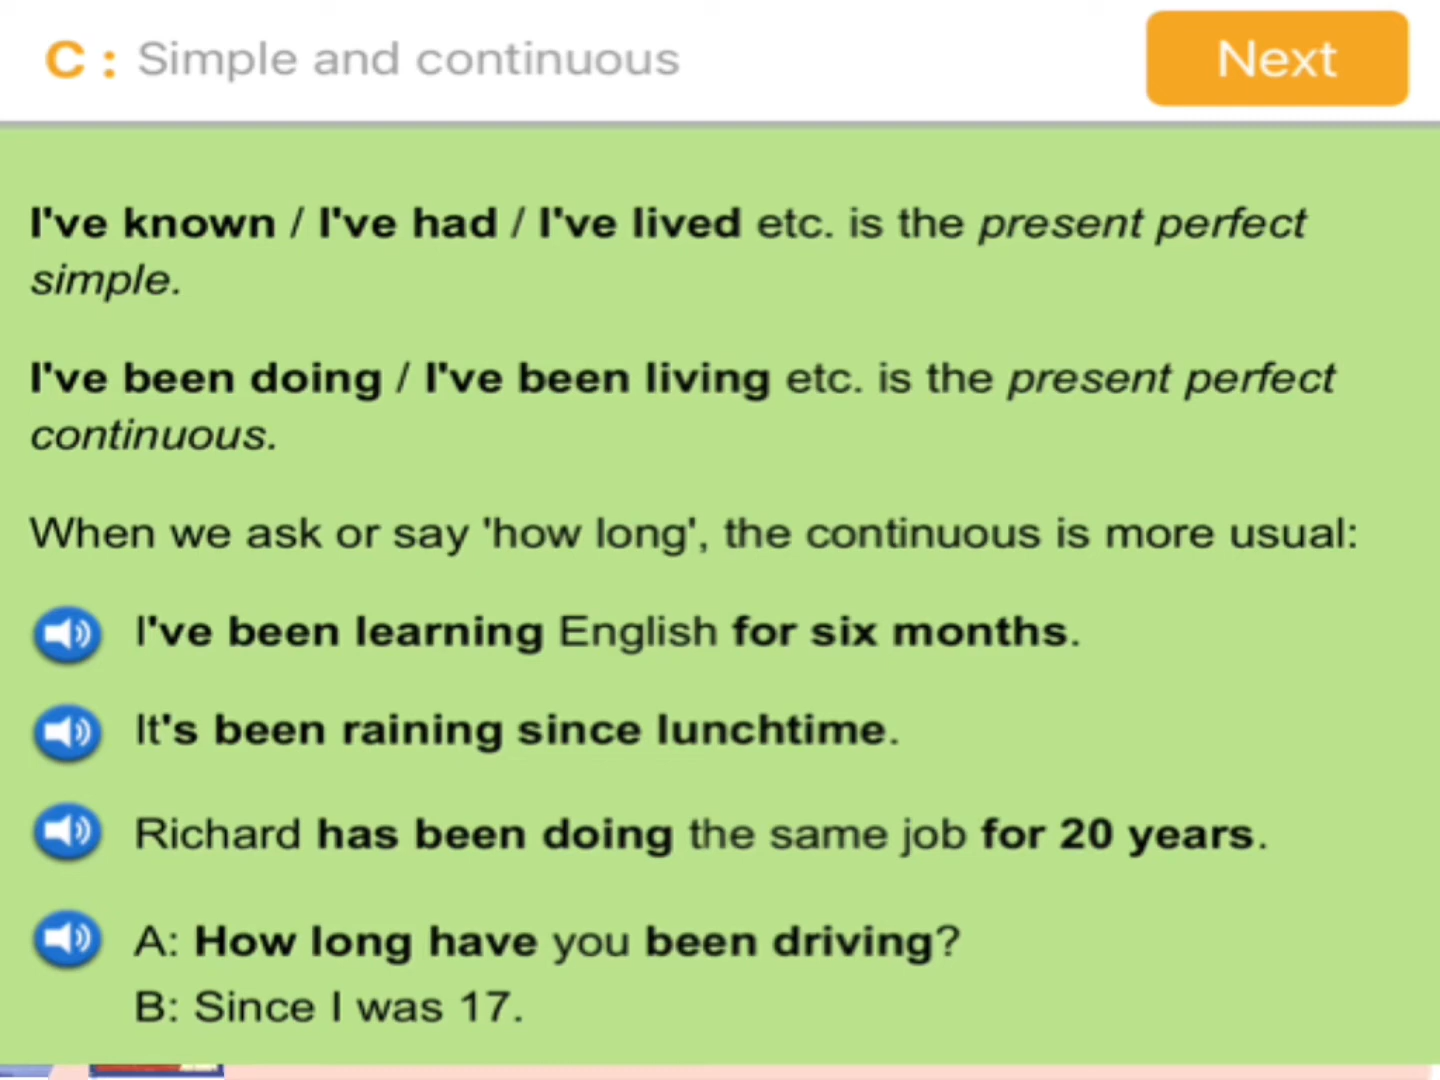 C : Simple and continuous
Next
I've known / I've had / I've lived etc. is the present perfect
simple.
I've been doing / I've been living etc. is the present perfect
continuous.
When we ask or say 'how long', the continuous is more usual:
I've been learning English for six months.
It's been raining since lunchtime.
Richard has been doing the same job for 20 years.
A: How long have you been driving?
B: Since I was 17.